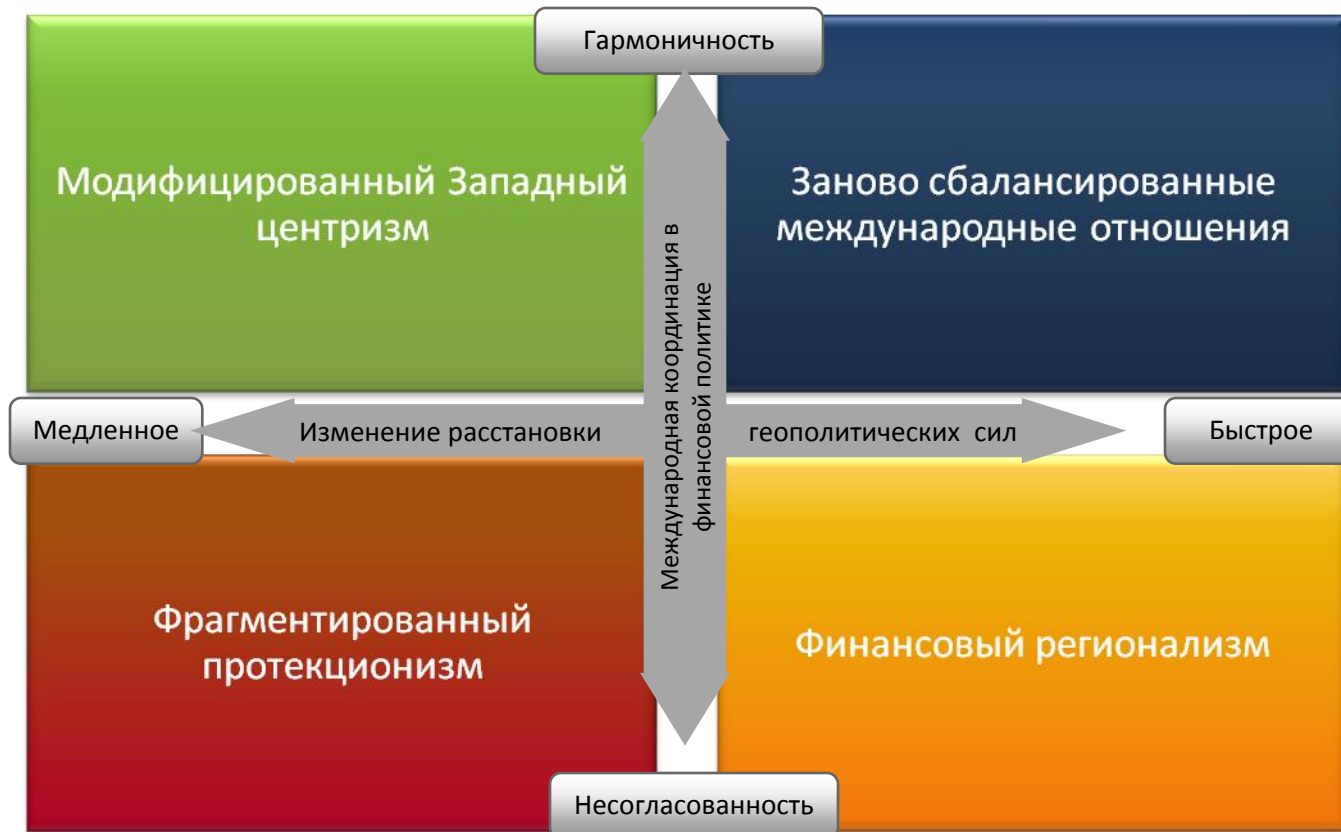 Гармоничность
Модифицированный Западный
центризм
Заново сбалансированные
международные отношения
Международная координация в
финансовой политике
Медленное
Изменение расстановки
геополитических сил
Быстрое
Фрагментированный
протекционизм
Финансовый регионализм
Несогласованность